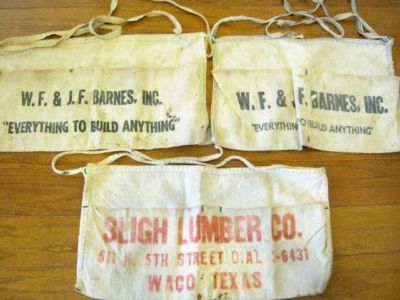 W. F. & J. F. BARNES, INC.
"EVERYTHING TO BUILD ANYTHING"
W. F. & J. F. BARNES, INC.
"EVERYTHING TO BUILD ANYTHING"
SLIGH LUMBER CO.
N. 5TH STREET DIAL
WACO, TEXAS